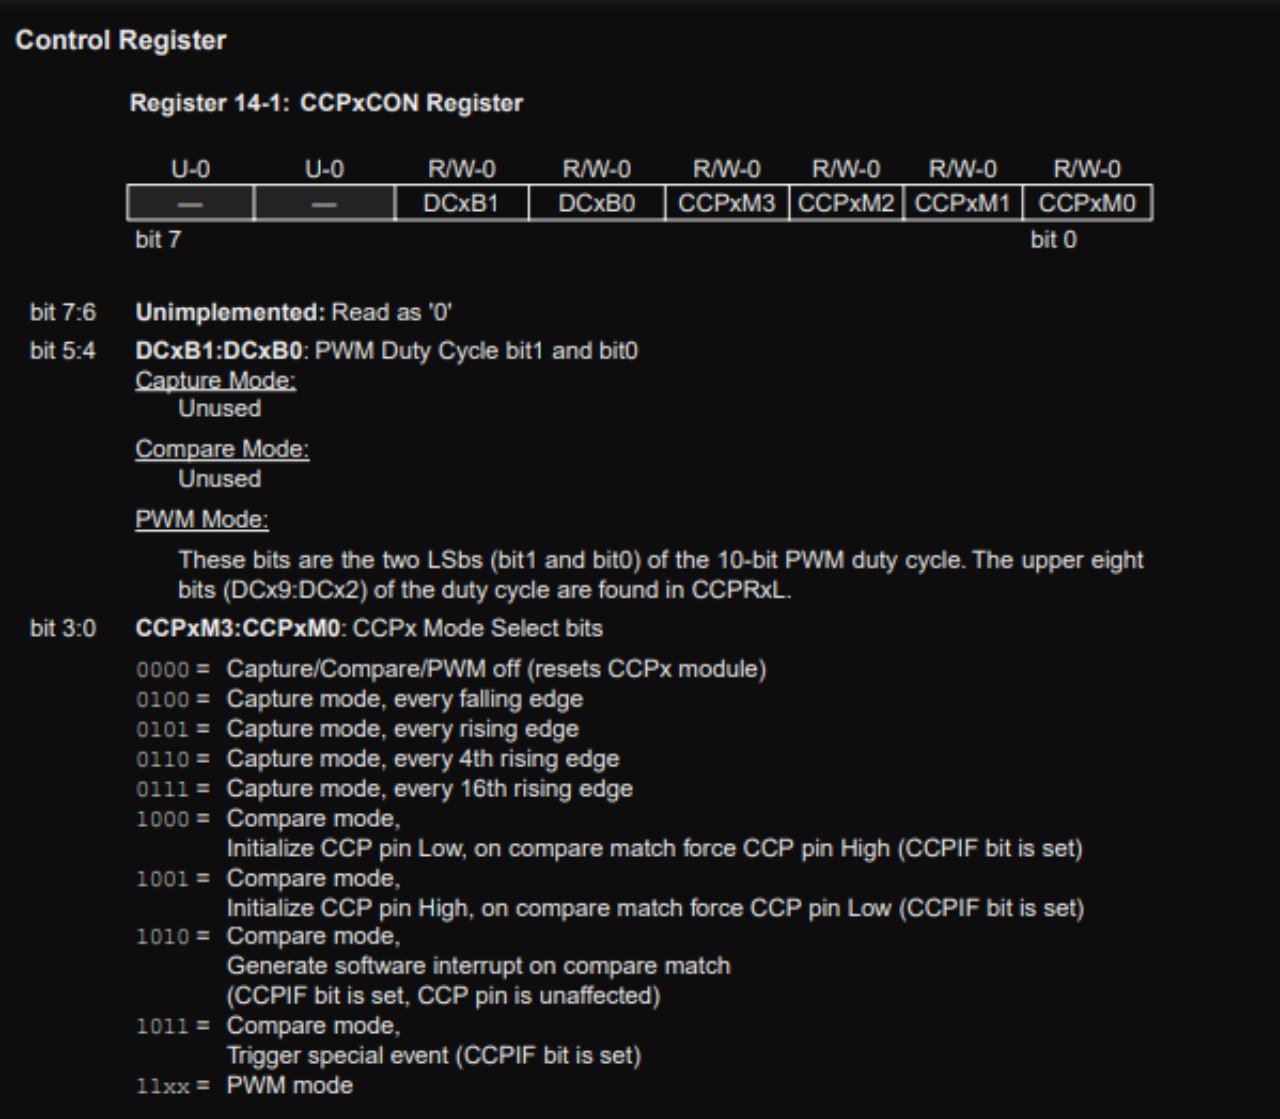 Control Register
Register 14-1: CCPxCON Register
U-0 U-0 R/W-0 R/W-0 R/W-0 R/W-0 R/W-0 R/W-0
— — DCxB1 DCxB0 CCPxM3 CCPxM2 CCPxM1 CCPxM0
bit 7 bit 0
bit 7:6 Unimplemented: Read as '0'
bit 5:4 DCxB1:DCxB0: PWM Duty Cycle bit1 and bit0
Capture Mode:
Unused
Compare Mode:
Unused
PWM Mode:
These bits are the two LSbs (bit1 and bit0) of the 10-bit PWM duty cycle. The upper eight
bits (DCx9:DCx2) of the duty cycle are found in CCPRxL.
bit 3:0 CCPxM3:CCPxM0: CCPx Mode Select bits
0000 = Capture/Compare/PWM off (resets CCPx module)
0100 = Capture mode, every falling edge
0101 = Capture mode, every rising edge
0110 = Capture mode, every 4th rising edge
0111 = Capture mode, every 16th rising edge
1000 = Compare mode,
Initialize CCP pin Low, on compare match force CCP pin High (CCPIF bit is set)
1001 = Compare mode,
Initialize CCP pin High, on compare match force CCP pin Low (CCPIF bit is set)
1010 = Compare mode,
Generate software interrupt on compare match
(CCPIF bit is set, CCP pin is unaffected)
1011 = Compare mode,
Trigger special event (CCPIF bit is set)
11xx = PWM mode